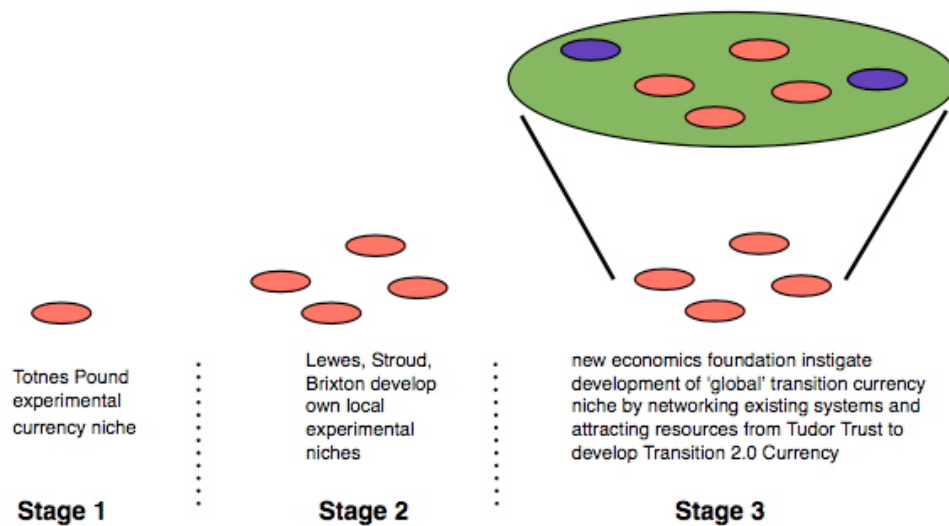 Totnes Pound
experimental
currency niche
Lewes, Stroud,
Brixton develop
own local
experimental
niches
new economics foundation instigate
development of ‘global’ transition currency
niche by networking existing systems and
attracting resources from Tudor Trust to
develop Transition 2.0 Currency
Stage 1
Stage 2
Stage 3